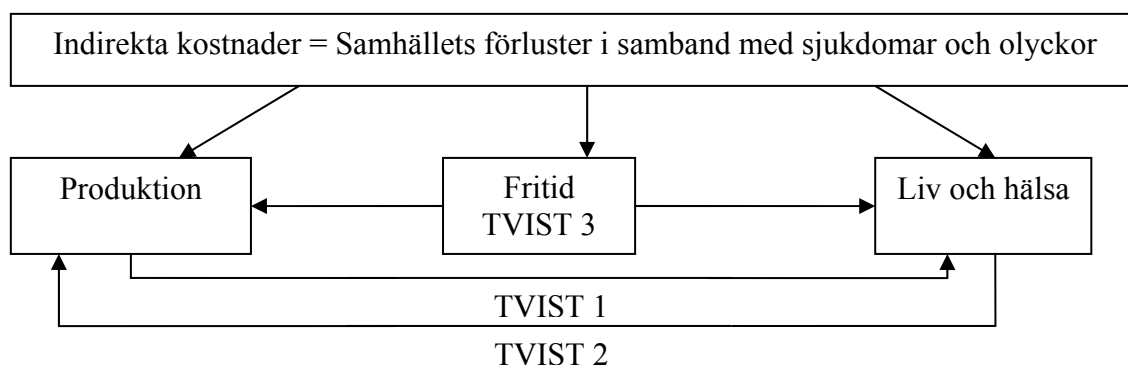 Indirekta kostnader = Samhällets förluster i samband med sjukdomar och olyckor
Produktion
Fritid
TVIST 3
Liv och hälsa
TVIST 1
TVIST 2